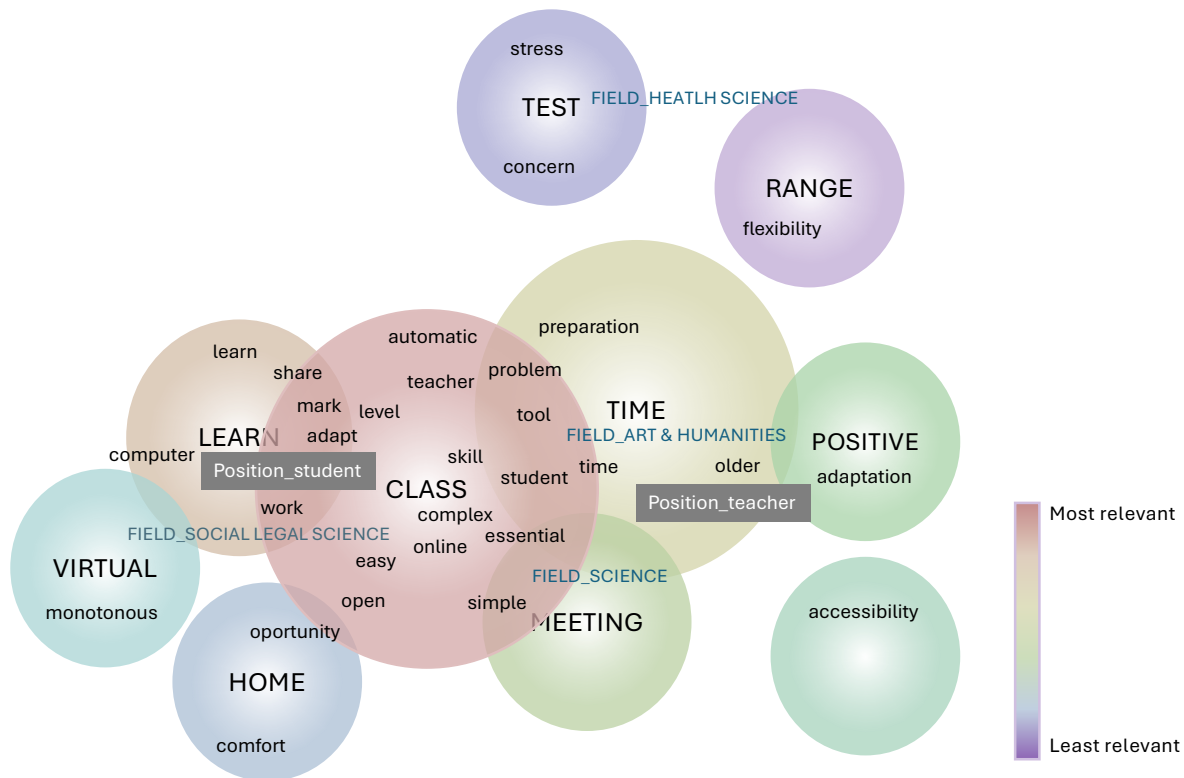 stress
TEST
FIELD_HEATLH SCIENCE
concern
RANGE
flexibility
preparation
automatic
learn
problem
share
teacher
mark
level
tool
TIME
LEARN
adapt
FIELD_ART & HUMANITIES
POSITIVE
computer
skill
time
older
Position_student
student
adaptation
CLASS
Position_teacher
work
complex
Most relevant
FIELD_SOCIAL LEGAL SCIENCE
essential
online
easy
VIRTUAL
FIELD_SCIENCE
open
simple
monotonous
accessibility
MEETING
oportunity
HOME
comfort
Least relevant